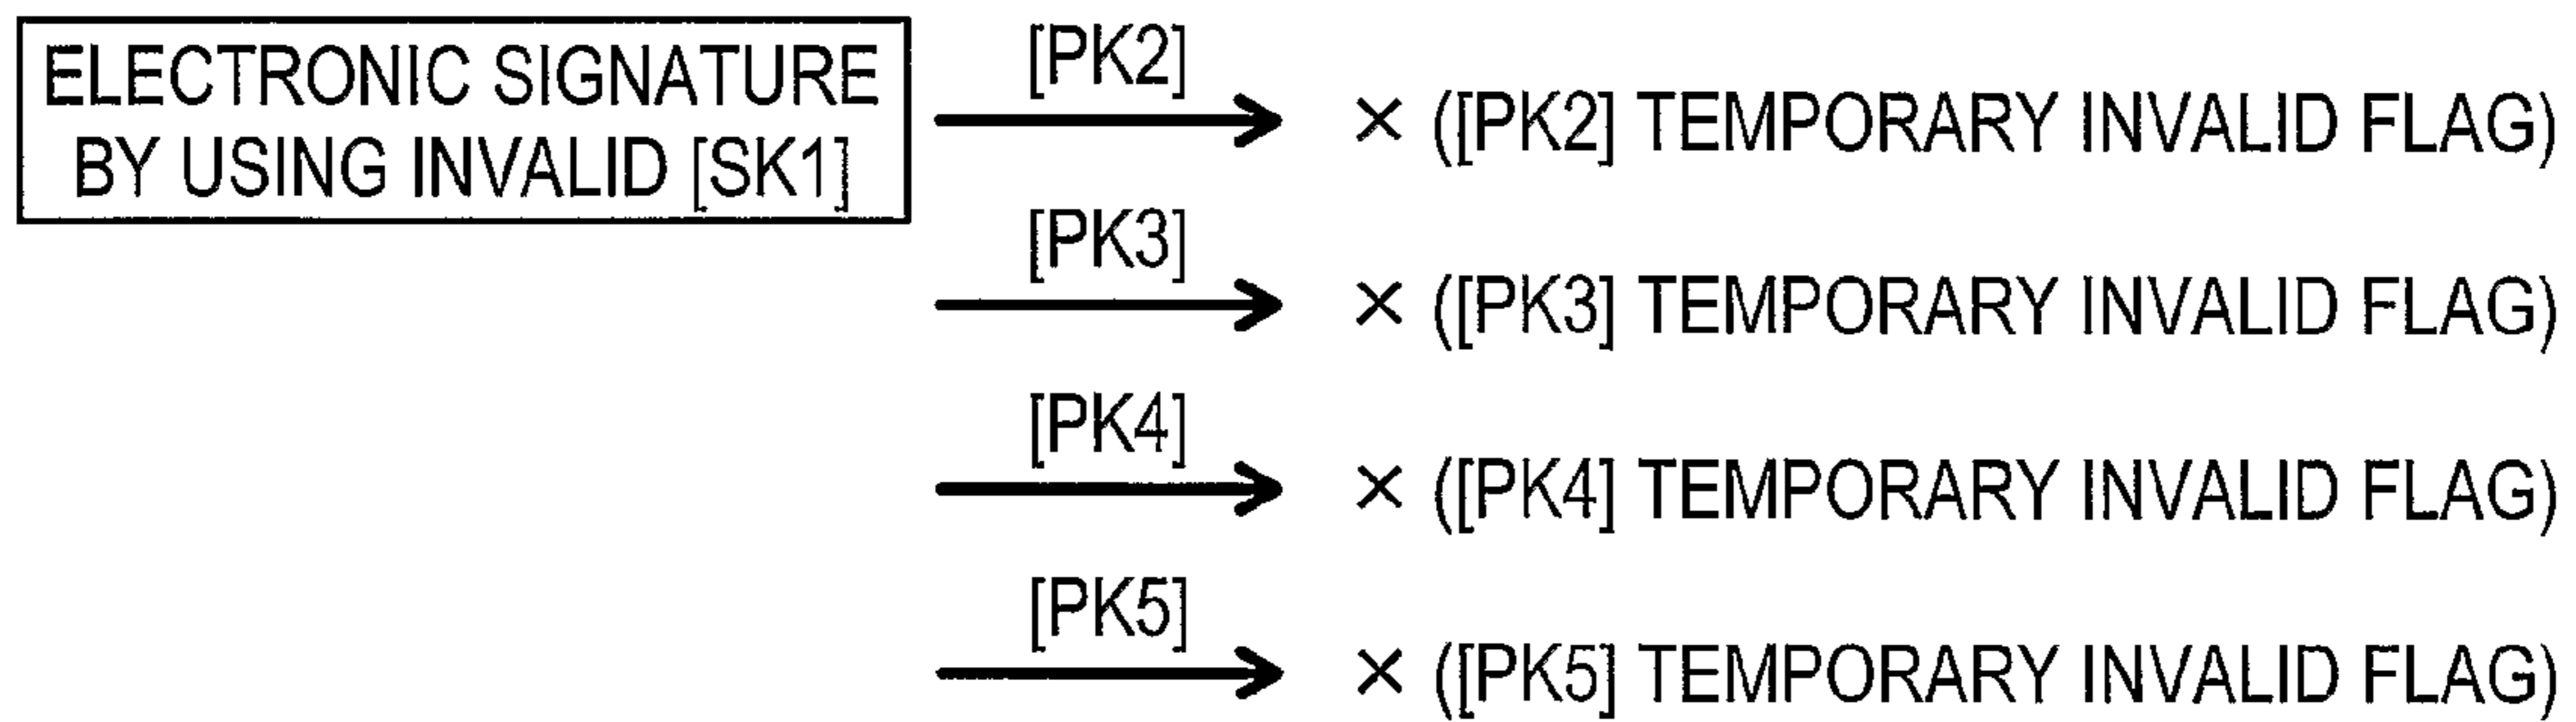 ELECTRONIC SIGNATURE
BY USING INVALID [SK1]
[PK2]
× ([PK2] TEMPORARY INVALID FLAG)
[PK3]
× ([PK3] TEMPORARY INVALID FLAG)
[PK4]
× ([PK4] TEMPORARY INVALID FLAG)
[PK5]
× ([PK5] TEMPORARY INVALID FLAG)